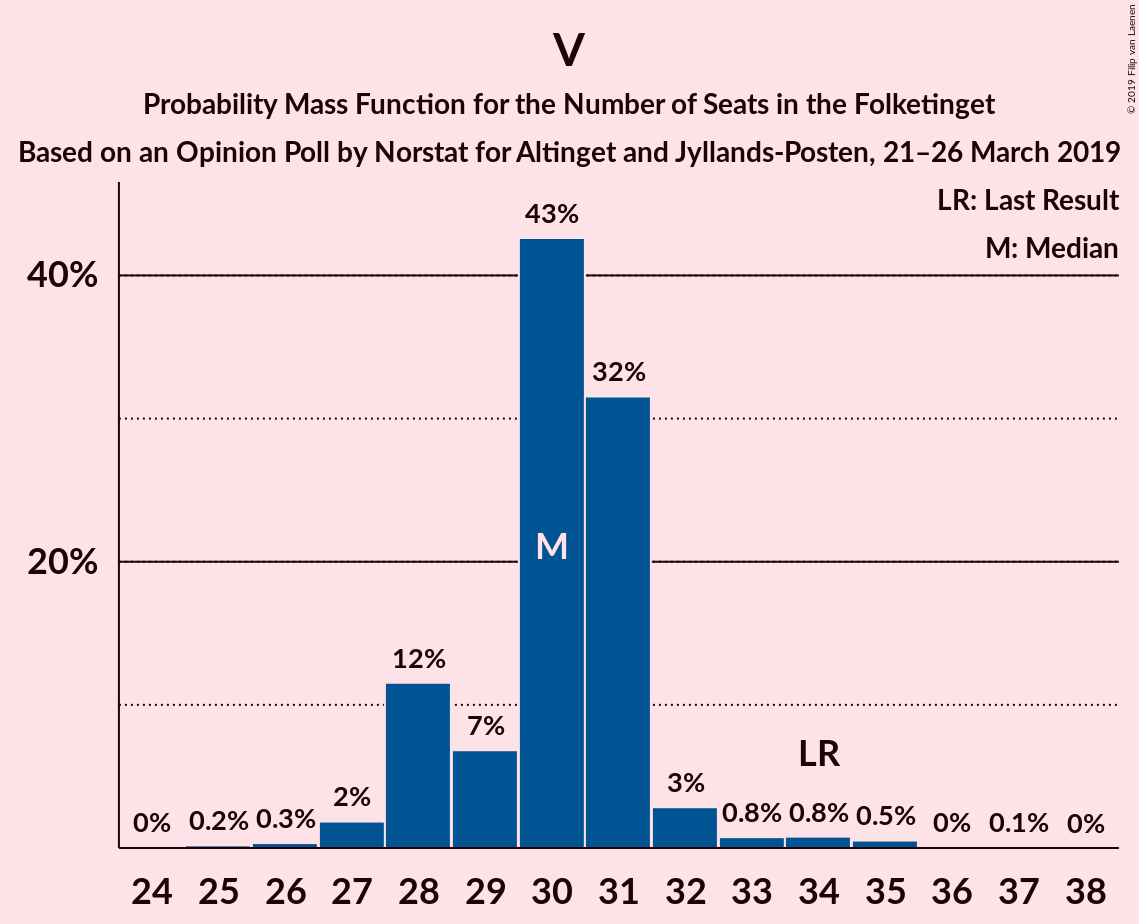 © 2019 Filip van Laenen
V
Probability Mass Function for the Number of Seats in the Folketinget
Based on an Opinion Poll by Norstat for Altinget and Jyllands-Posten, 21–26 March 2019
LR: Last Result
M: Median
40%
20%
0%
0.2%
0.3%
2%
12%
7%
43%
M
32%
3%
0.8%
LR
0.8%
0.5%
0%
0.1%
0%
24 25 26 27 28 29 30 31 32 33 34 35 36 37 38